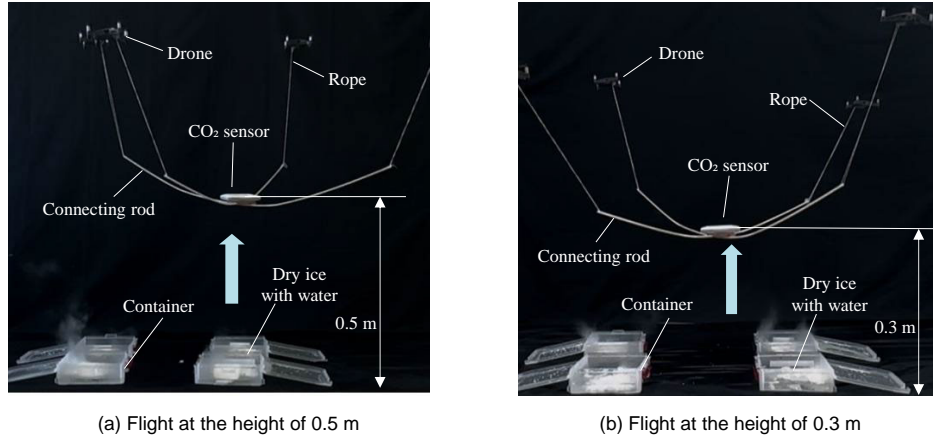 Drone
Rope
CO₂ sensor
Connecting rod
Dry ice
with water
Container
0.5 m
(a) Flight at the height of 0.5 m
Drone
Rope
CO₂ sensor
Connecting rod
Dry ice
with water
Container
0.3 m
(b) Flight at the height of 0.3 m